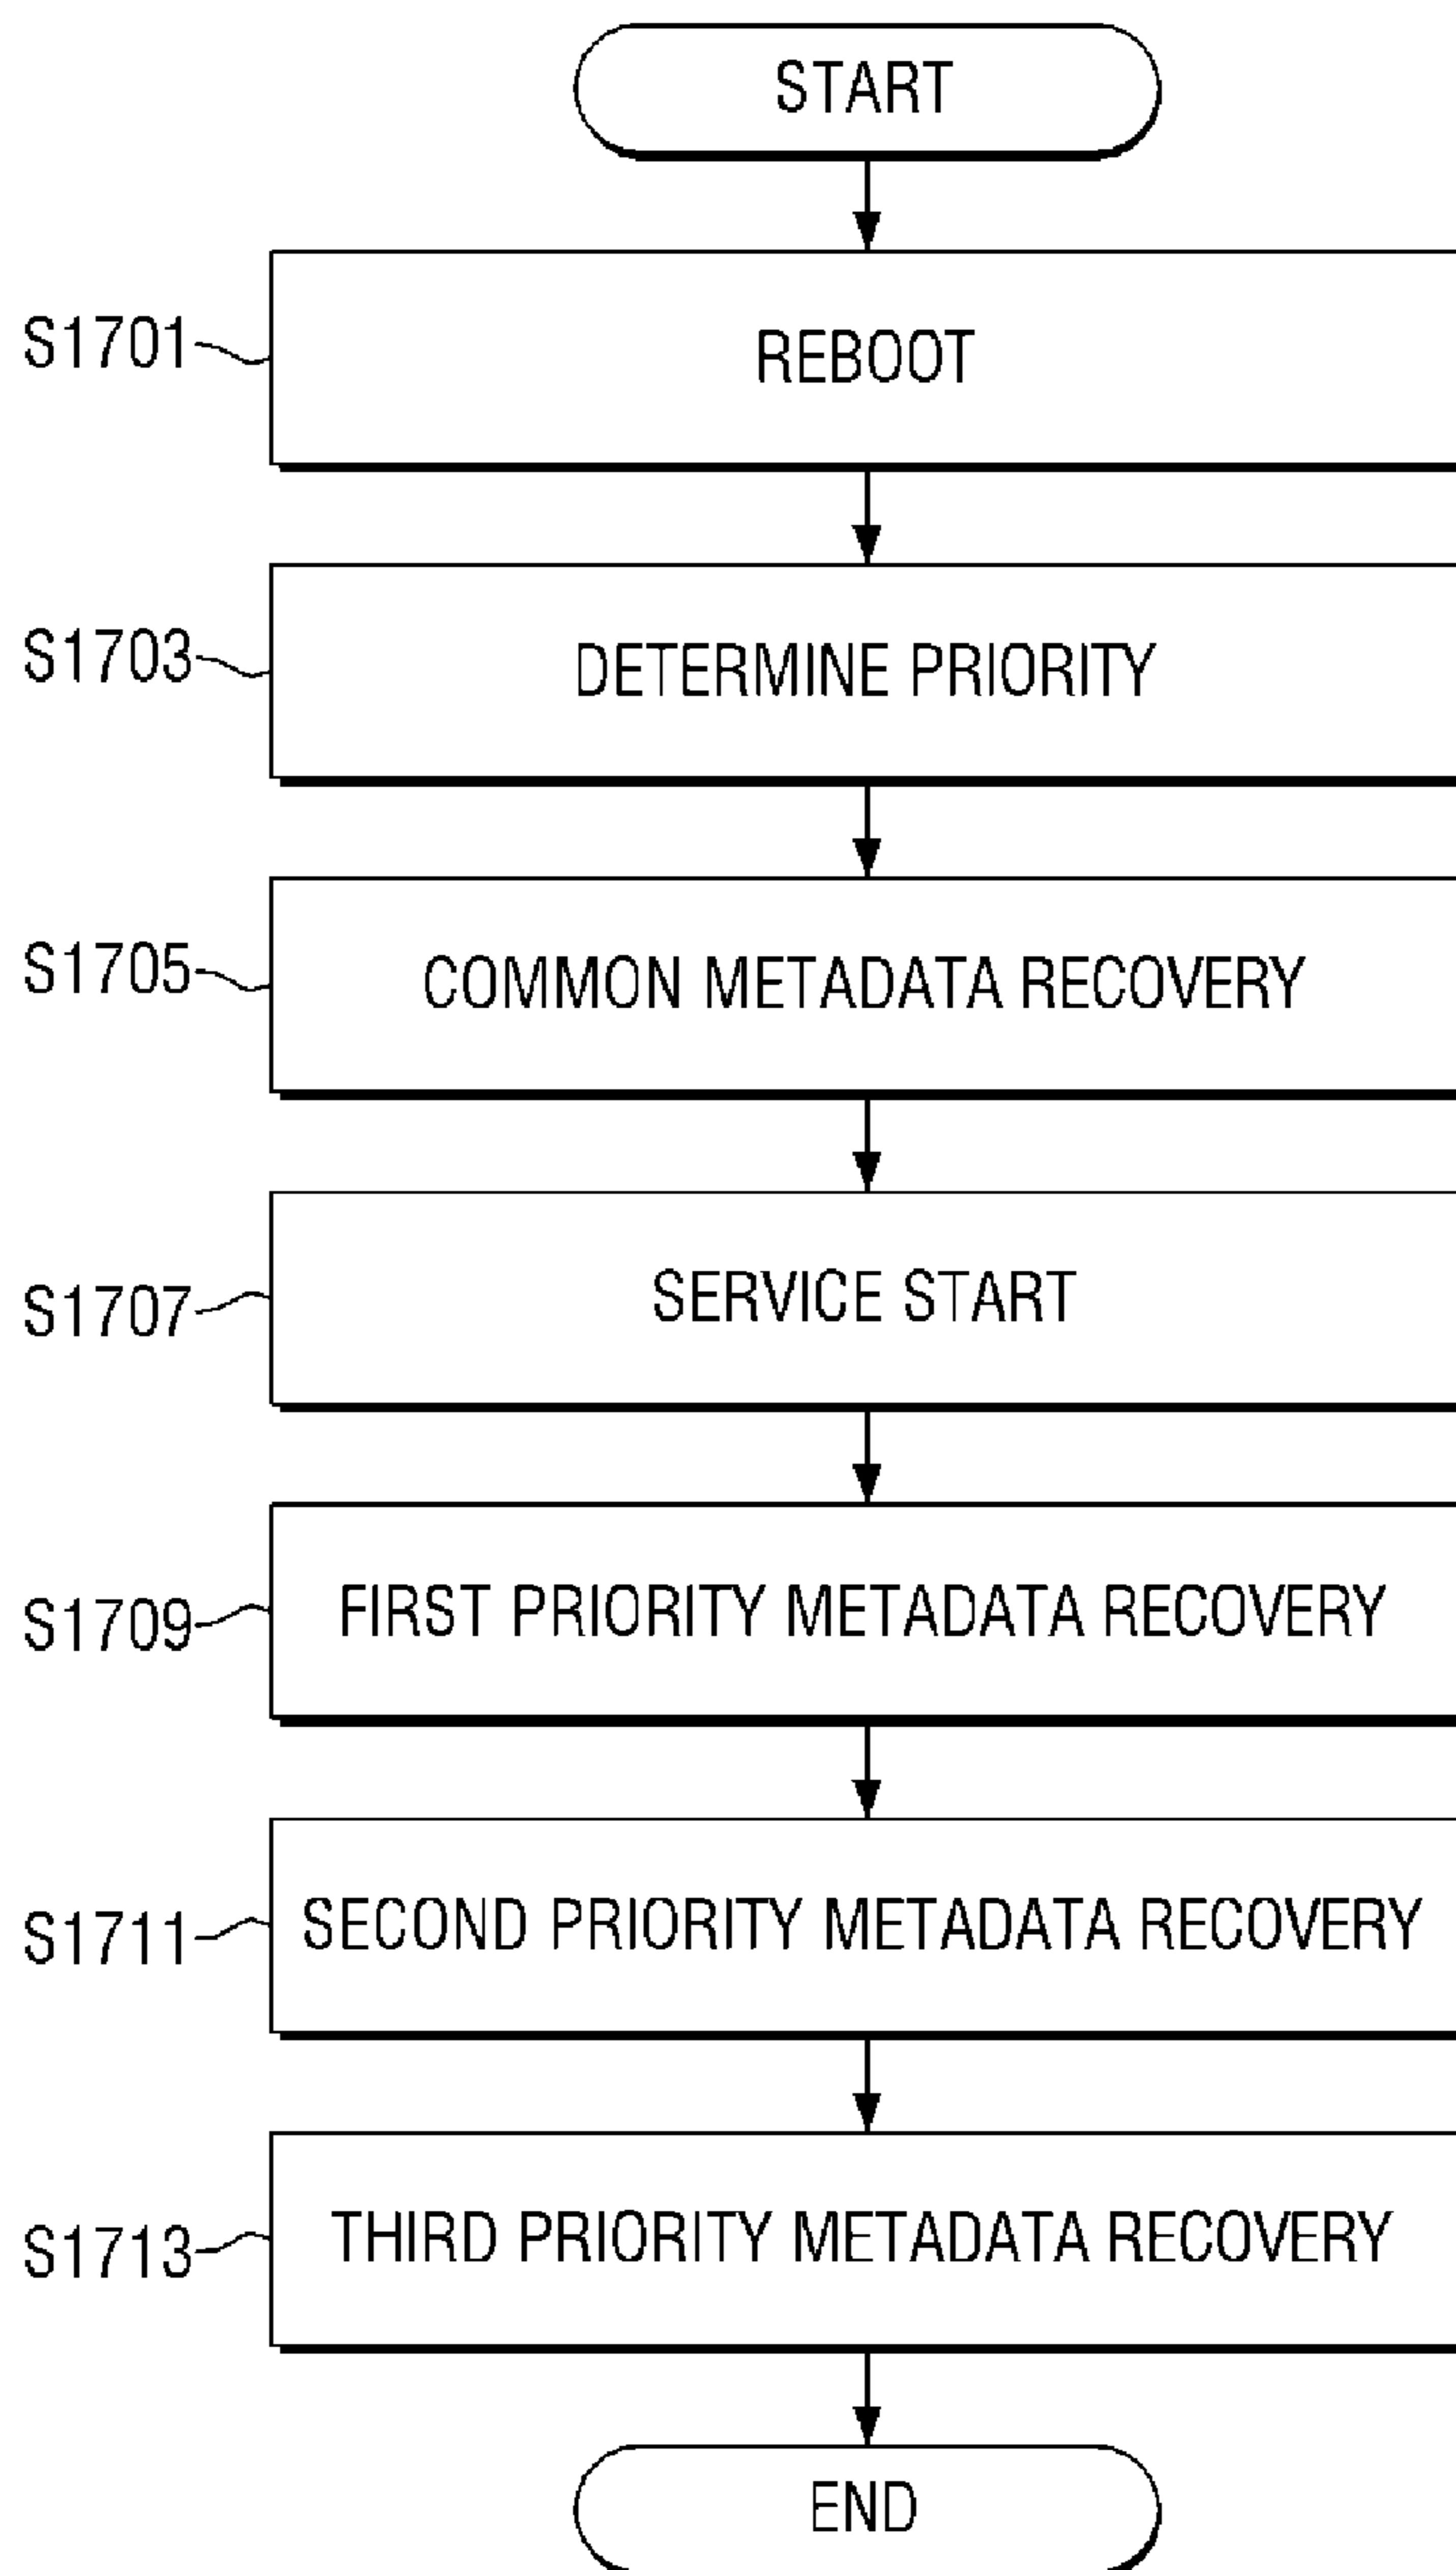 START
S1701
REBOOT
S1703
DETERMINE PRIORITY
S1705
COMMON METADATA RECOVERY
S1707
SERVICE START
S1709
FIRST PRIORITY METADATA RECOVERY
S1711
SECOND PRIORITY METADATA RECOVERY
S1713
THIRD PRIORITY METADATA RECOVERY
END